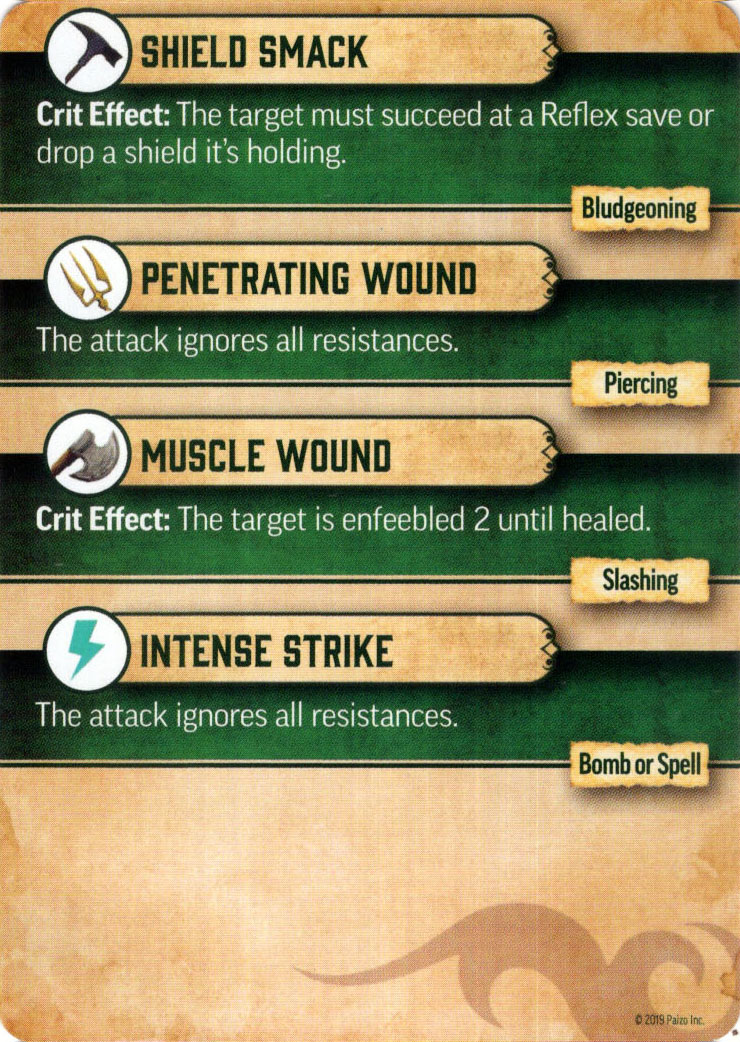 SHIELD SMACK
Crit Effect: The target must succeed at a Reflex save or
drop a shield it's holding.
Bludgeoning
PENETRATING WOUND
The attack ignores all resistances.
Piercing
MUSCLE WOUND
Crit Effect: The target is enfeebled 2 until healed.
Slashing
INTENSE STRIKE
The attack ignores all resistances.
Bomb or Spell
© 2019 Paizo Inc.